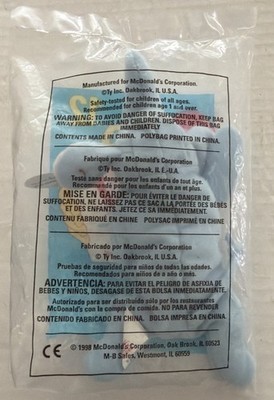 Manufactured for McDonald's Corporation
©Ty Inc. Oakbrook, IL U.S.A.
Safety-tested for children of all ages.
Recommended for children age 1 and over.
WARNING: TO AVOID DANGER OF SUFFOCATION, KEEP BAG
AWAY FROM BABIES AND CHILDREN. DISPOSE OF THIS BAG
IMMEDIATELY
CONTENTS MADE IN CHINA. POLYBAG PRINTED IN CHINA.
Fabriqué pour McDonald's Corporation
© Ty Inc. Oakbrook, IL E.-U.A.
Testé sans danger pour les enfants de tout âge.
Recommandé pour les enfants d'un an et plus.
MISE EN GARDE: POUR ÉVITER LE DANGER DE
SUFFOCATION, NE LAISSEZ PAS CE SAC A LA PORTÉE DES BÉBÉS
ET DES ENFANTS. JETEZ CE SA IMMÉDIATEMENT.
CONTENU FABRIQUÉ EN CHINE POLYSAC IMPRIMÉ EN CHINE
Fabricado por McDonald's Corporation
© Ty Inc. Oakbrook, IL U.S.A.
Pruebas de seguridad para niños de todas las edades.
Recomendados para niños de 1 año ó más.
ADVERTENCIA: PARA EVITAR EL PELIGRO DE ASFIXIA DE
BEBES Y NIÑOS, DESAGASE DE ESTA BOLSA INMEDIATAMENTE.
Autorizado para ser distribuido sólo por los restaurantes
McDonald's con la compra de comida. NO PARA REVENDER
CONTENIDO FABRICADO EN CHINA. BOLSA IMPRESA EN CHINA.
CE © 1998 McDonald's Corporation, Oak Brook, IL 60523
M-B Sales, Westmont, IL 60559